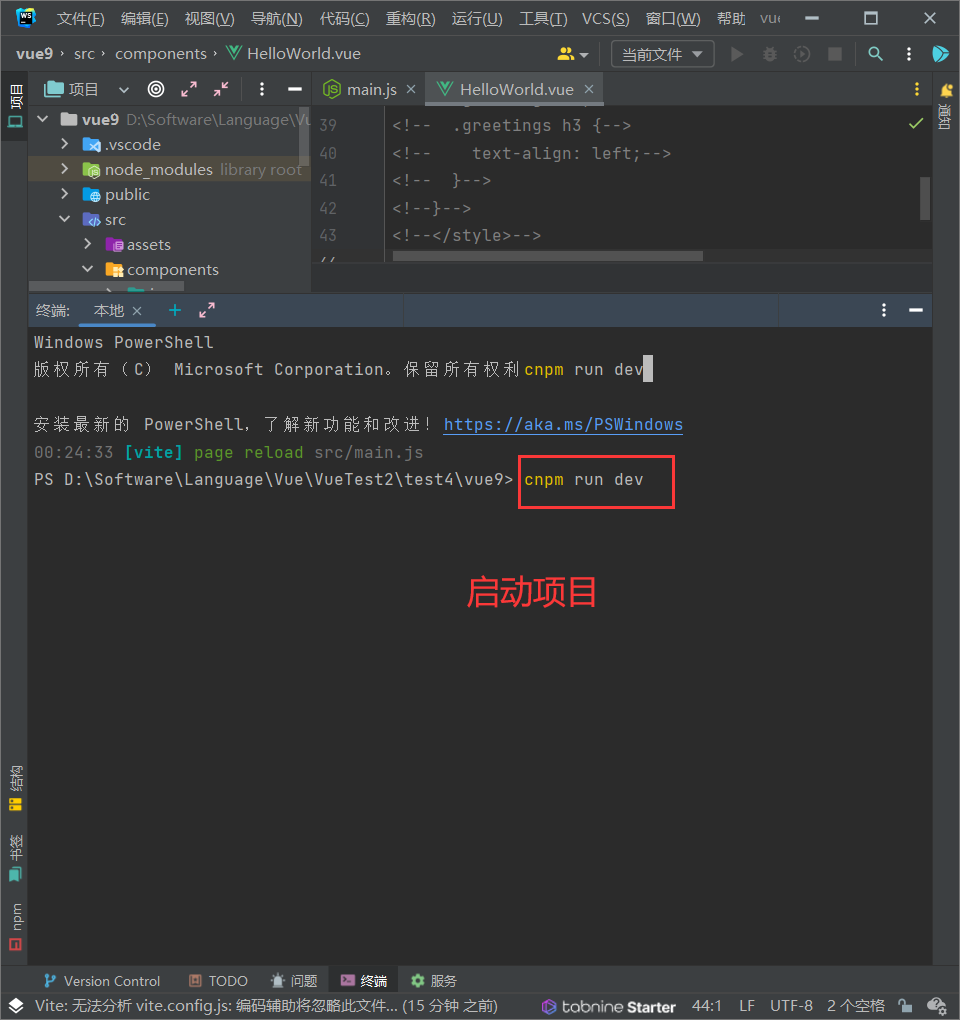 WS 文件(F) 编辑(E) 视图(V) 导航(N) 代码(C) 重构(R) 运行(U) 工具(T) VCS(S) 窗口(W) 帮助 vue
vue9 › src › components › HelloWorld.vue 当前文件
项目
项目
main.js
HelloWorld.vue
通知
vue9 D:\Software\Language\Vu
.vscode
node_modules library root
public
src
assets
components
39 <!-- .greetings h3 {-->
40 <!-- text-align: left;-->
41 <!-- }-->
42 <!--}-->
43 <!--</style>-->
终端: 本地
Windows PowerShell
版权所有（C） Microsoft Corporation。保留所有权利cnpm run dev
安装最新的 PowerShell，了解新功能和改进！https://aka.ms/PSWindows
00:24:33 [vite] page reload src/main.js
PS D:\Software\Language\Vue\VueTest2\test4\vue9> cnpm run dev
启动项目
结构
书签
npm
Version Control TODO 问题 终端 服务
Vite: 无法分析 vite.config.js: 编码辅助将忽略此文件... (15 分钟 之前) tabnine Starter 44:1 LF UTF-8 2 个空格